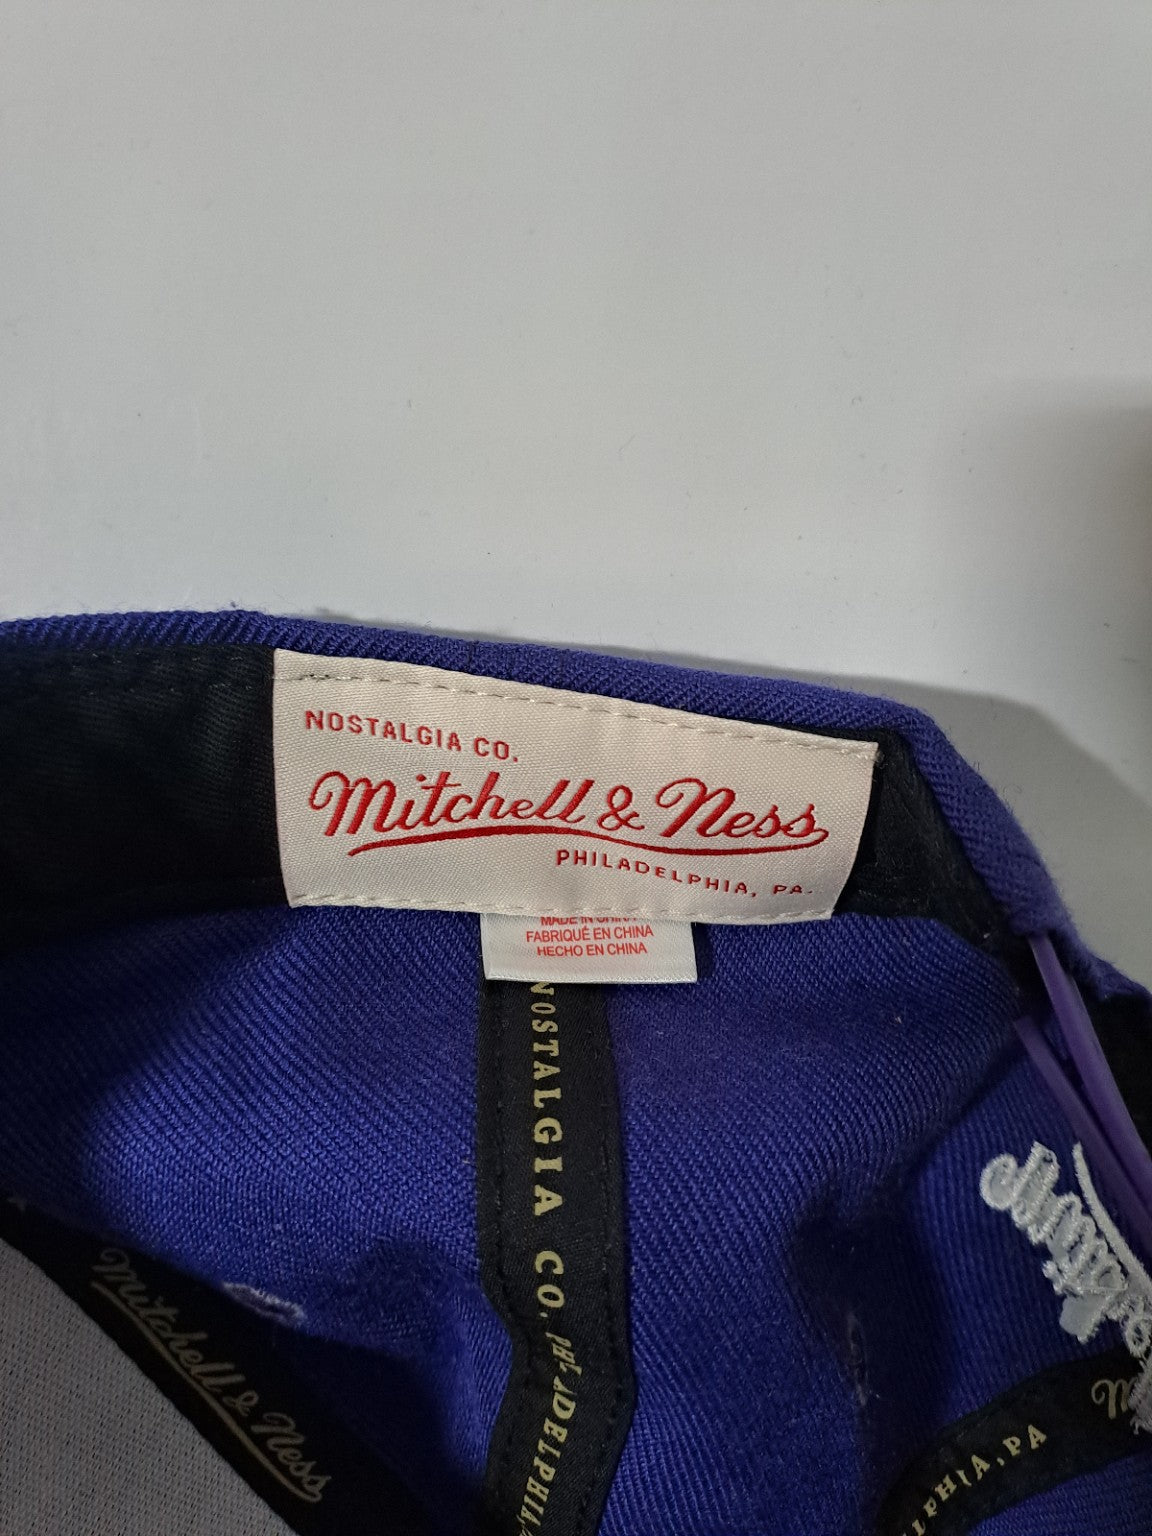 NOSTALGIA CO.
Mitchell & Ness
PHILADELPHIA, PA.
MADE IN CHINA
FABRIQUÉ EN CHINA
HECHO EN CHINA
NOSTALGIA CO.
PHILADELPHIA,
Mitchell & Ness
LPHIA, PA